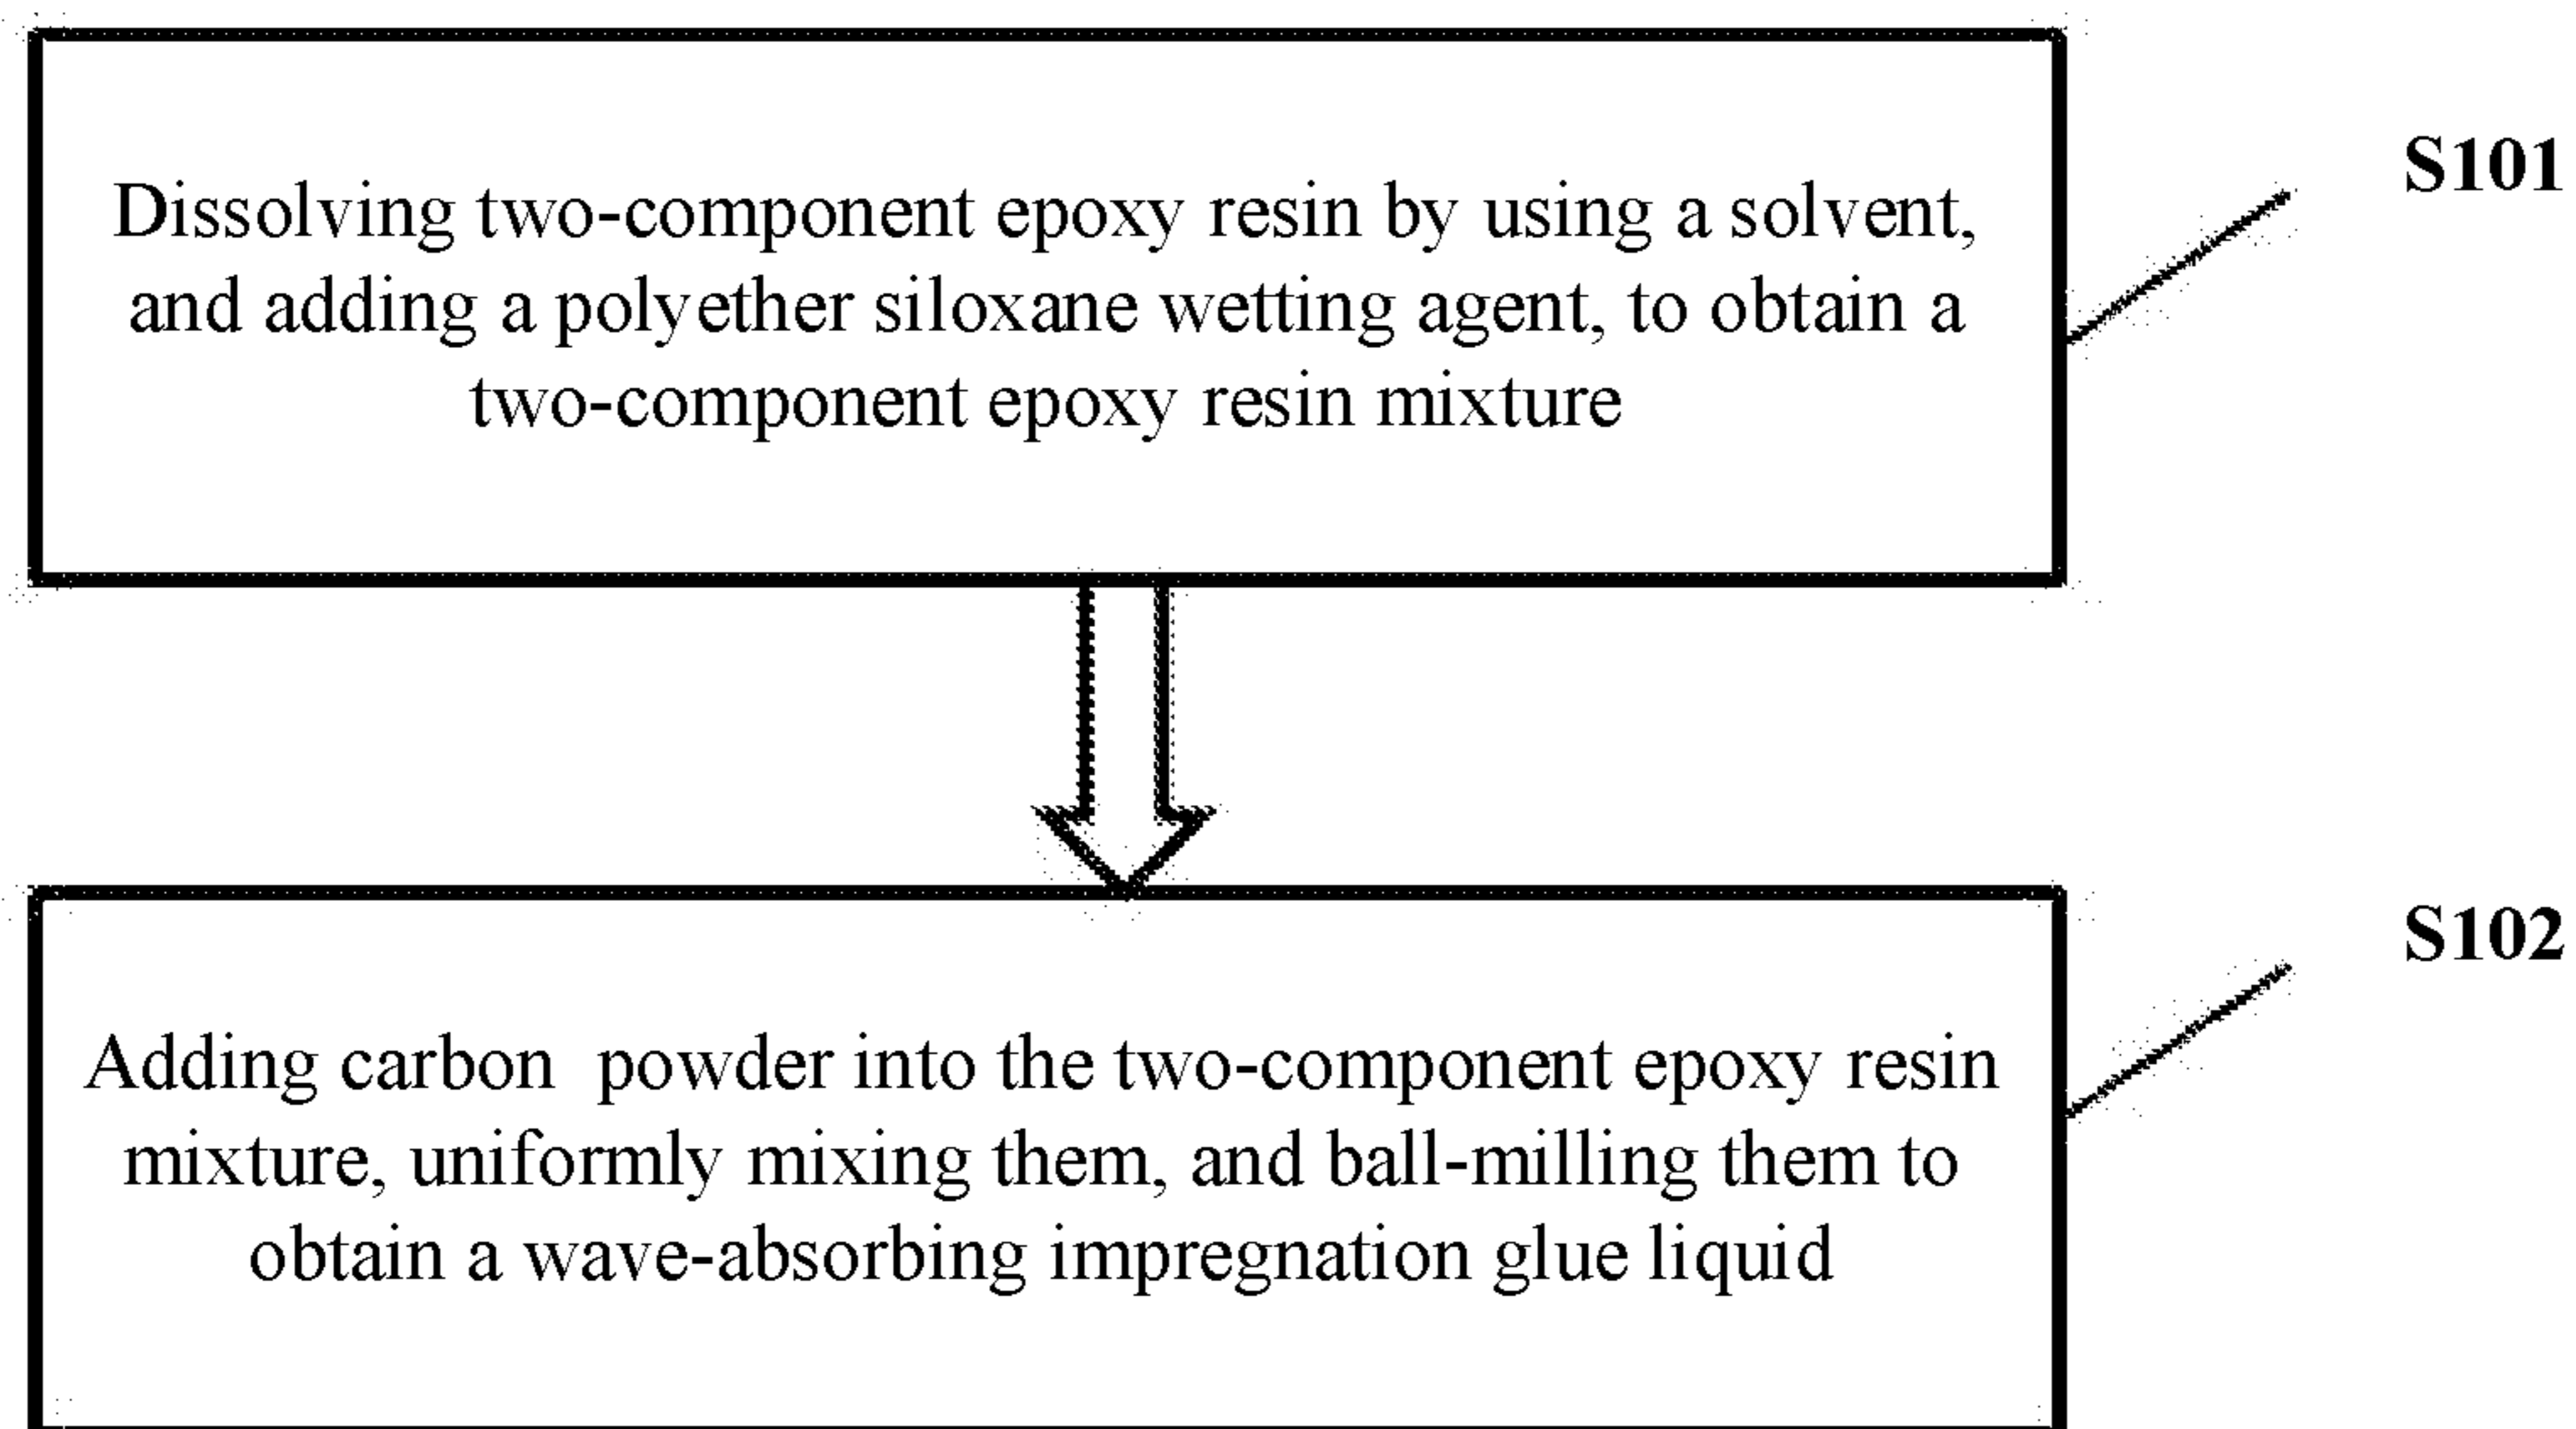 S101
Dissolving two-component epoxy resin by using a solvent,
and adding a polyether siloxane wetting agent, to obtain a
two-component epoxy resin mixture
S102
Adding carbon  powder into the two-component epoxy resin
mixture, uniformly mixing them, and ball-milling them to
obtain a wave-absorbing impregnation glue liquid